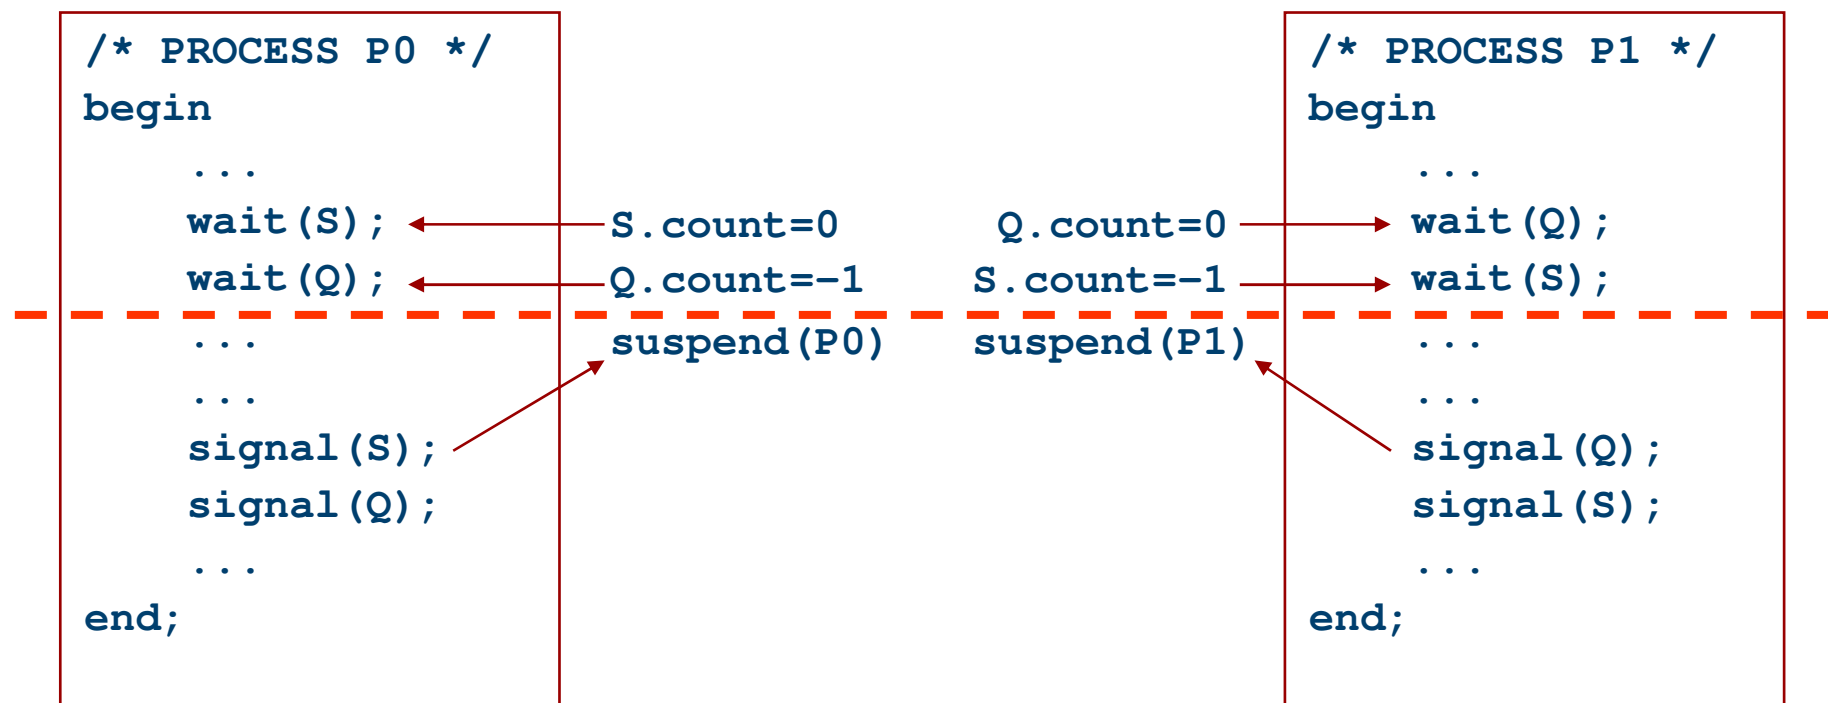 /* PROCESS P0 */
begin
...
wait(S);
wait(Q);
...
...
signal(S);
signal(Q);
...
end;
S.count=0
Q.count=−1
suspend(P0)
Q.count=0
S.count=−1
suspend(P1)
/* PROCESS P1 */
begin
...
wait(Q);
wait(S);
...
...
signal(Q);
signal(S);
...
end;